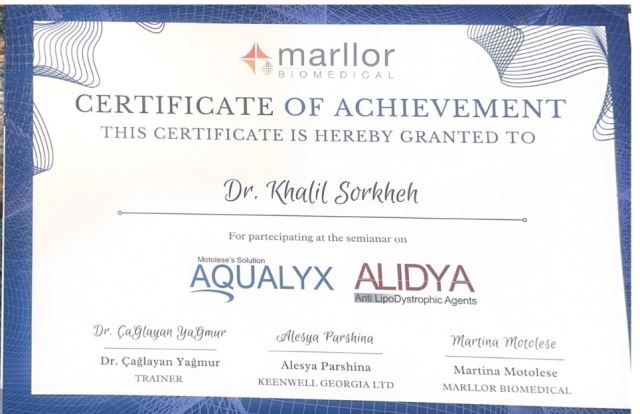 marllor
BIOMEDICAL
CERTIFICATE OF ACHIEVEMENT
THIS CERTIFICATE IS HEREBY GRANTED TO
Dr. Khalil Sorkheh
For partecipating at the semianar on
Motolese's Solution
AQUALYX
ALIDYA
Anti LipoDystrophic Agents
Dr. ÇaĞlayan YaĞmur
Dr. Çağlayan Yağmur
TRAINER
Alesya Parshina
Alesya Parshina
KEENWELL GEORGIA LTD
Martina Motolese
Martina Motolese
MARLLOR BIOMEDICAL